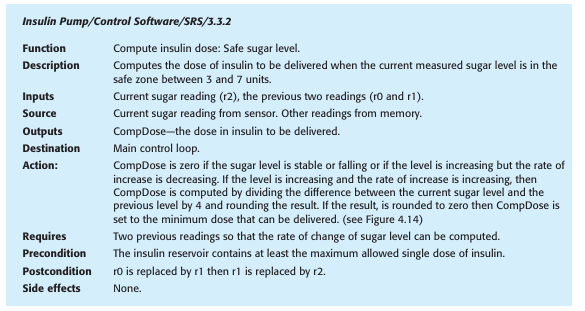 Insulin Pump/Control Software/SRS/3.3.2
Function Compute insulin dose: Safe sugar level.
Description Computes the dose of insulin to be delivered when the current measured sugar level is in the
safe zone between 3 and 7 units.
Inputs Current sugar reading (r2), the previous two readings (r0 and r1).
Source Current sugar reading from sensor. Other readings from memory.
Outputs CompDose—the dose in insulin to be delivered.
Destination Main control loop.
Action: CompDose is zero if the sugar level is stable or falling or if the level is increasing but the rate of
increase is decreasing. If the level is increasing and the rate of increase is increasing, then
CompDose is computed by dividing the difference between the current sugar level and the
previous level by 4 and rounding the result. If the result, is rounded to zero then CompDose is
set to the minimum dose that can be delivered. (see Figure 4.14)
Requires Two previous readings so that the rate of change of sugar level can be computed.
Precondition The insulin reservoir contains at least the maximum allowed single dose of insulin.
Postcondition r0 is replaced by r1 then r1 is replaced by r2.
Side effects None.